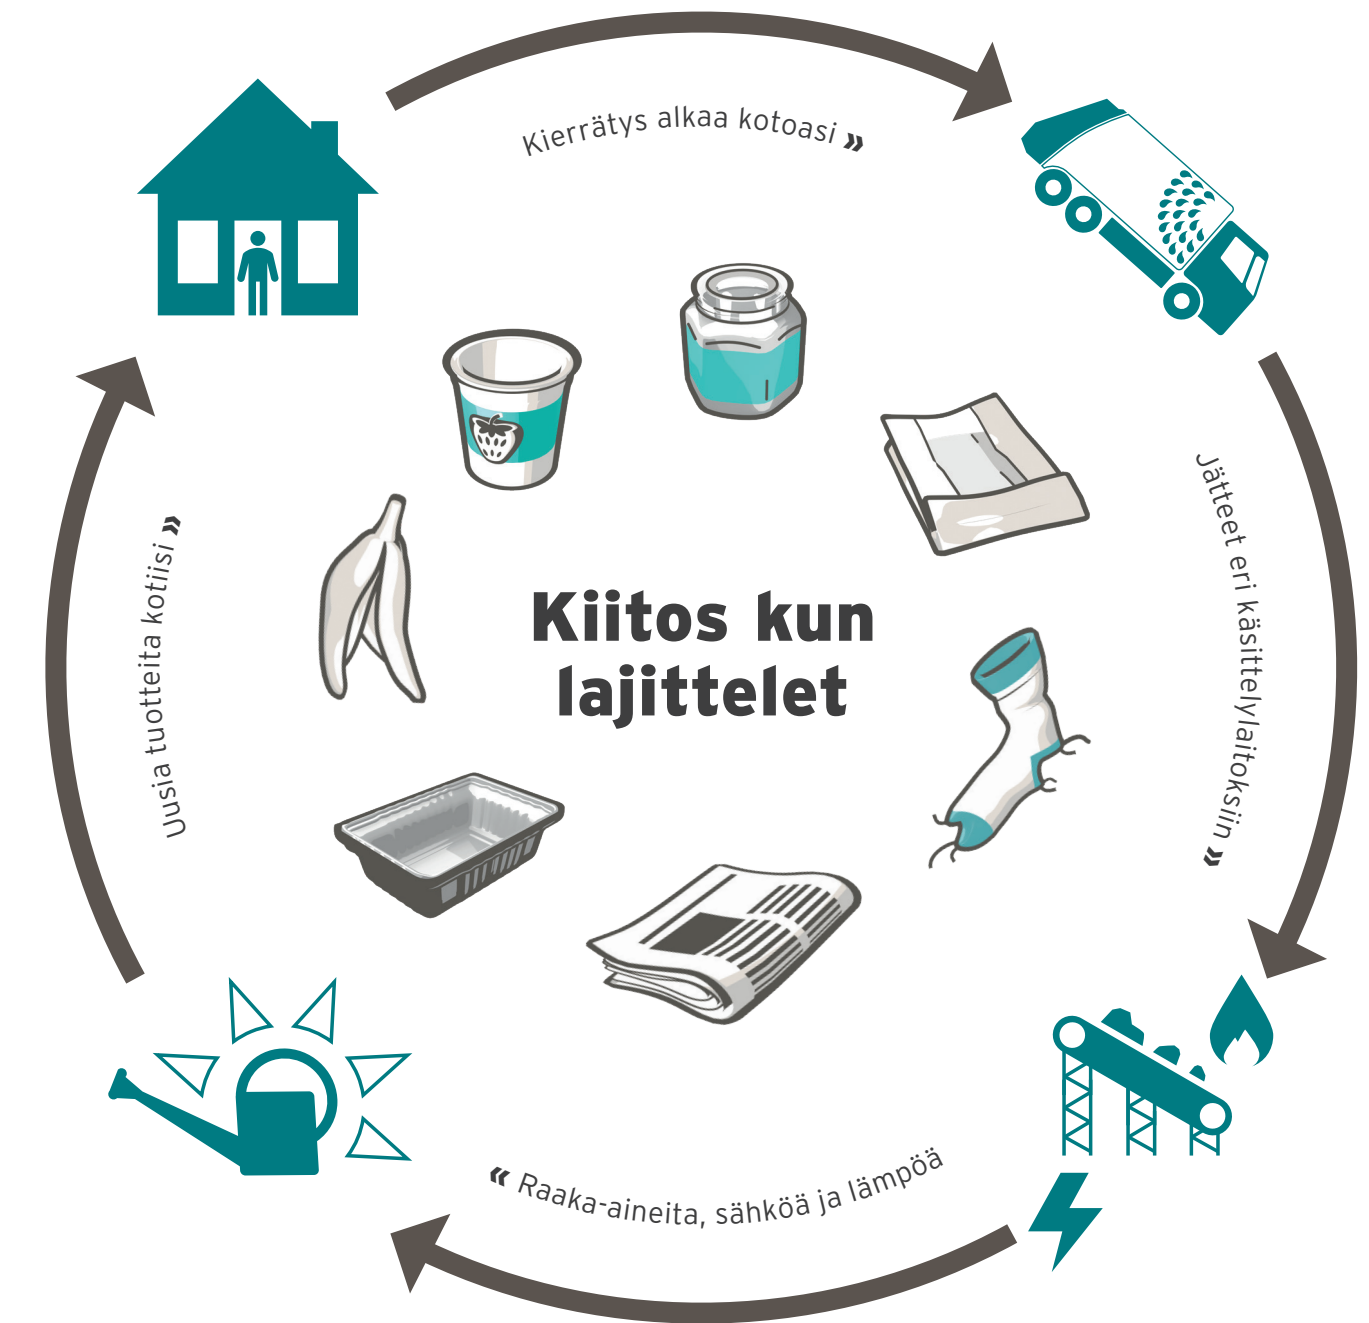 Kierrätys alkaa kotoasi »
Jätteet eri käsittelylaitoksiin »
Kiitos kun
lajittelet
« Raaka-aineita, sähköä ja lämpöä
Uusia tuotteita kotiisi »